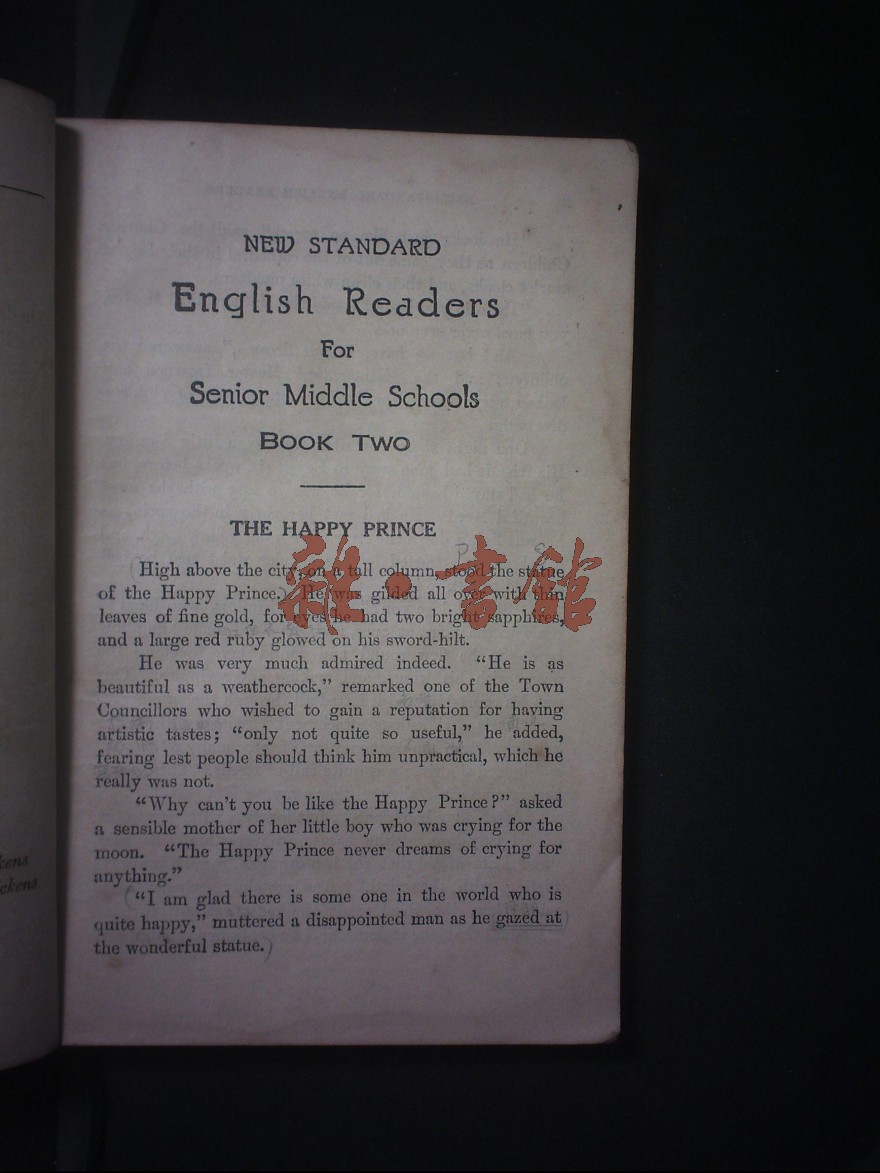 NEW STANDARD
English Readers
For
Senior Middle Schools
BOOK TWO
THE HAPPY PRINCE
High above the city, on a tall column, stood the statue
of the Happy Prince. He was gilded all over with thin
leaves of fine gold, for eyes he had two bright sapphires,
and a large red ruby glowed on his sword-hilt.
He was very much admired indeed. “He is as
beautiful as a weathercock,” remarked one of the Town
Councillors who wished to gain a reputation for having
artistic tastes; “only not quite so useful,” he added,
fearing lest people should think him unpractical, which he
really was not.
“Why can’t you be like the Happy Prince?” asked
a sensible mother of her little boy who was crying for the
moon. “The Happy Prince never dreams of crying for
anything.”
(“I am glad there is some one in the world who is
quite happy,” muttered a disappointed man as he gazed at
the wonderful statue.)
雜·書館
kens
ckens